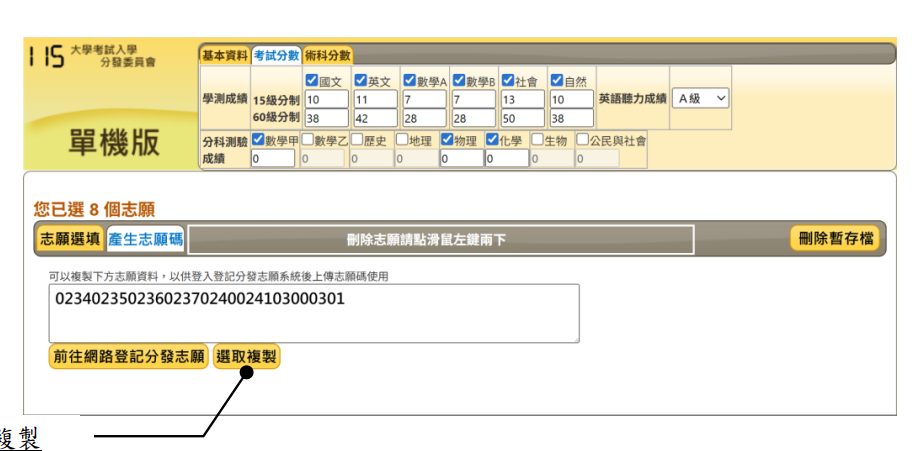 115 大學考試入學
分發委員會
單機版
基本資料 考試分數 術科分數
國文 英文 數學A 數學B 社會 自然
學測成績 15級分制 10 11 7 7 13 10 英語聽力成績 A級
60級分制 38 42 28 28 50 38
分科測驗成績 數學甲 數學乙 歷史 地理 物理 化學 生物 公民與社會
0 0 0 0 0 0 0 0
您已選 8 個志願
志願選填 產生志願碼 刪除志願請點滑鼠左鍵兩下 刪除暫存檔
可以複製下方志願資料，以供登入登記分發志願系統後上傳志願碼使用
02340235023602370240024103000301
前往網路登記分發志願 選取複製
複製